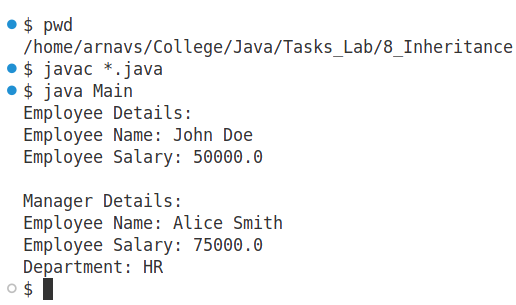 $ pwd
/home/arnavs/College/Java/Tasks_Lab/8_Inheritance
$ javac *.java
$ java Main
Employee Details:
Employee Name: John Doe
Employee Salary: 50000.0

Manager Details:
Employee Name: Alice Smith
Employee Salary: 75000.0
Department: HR
$